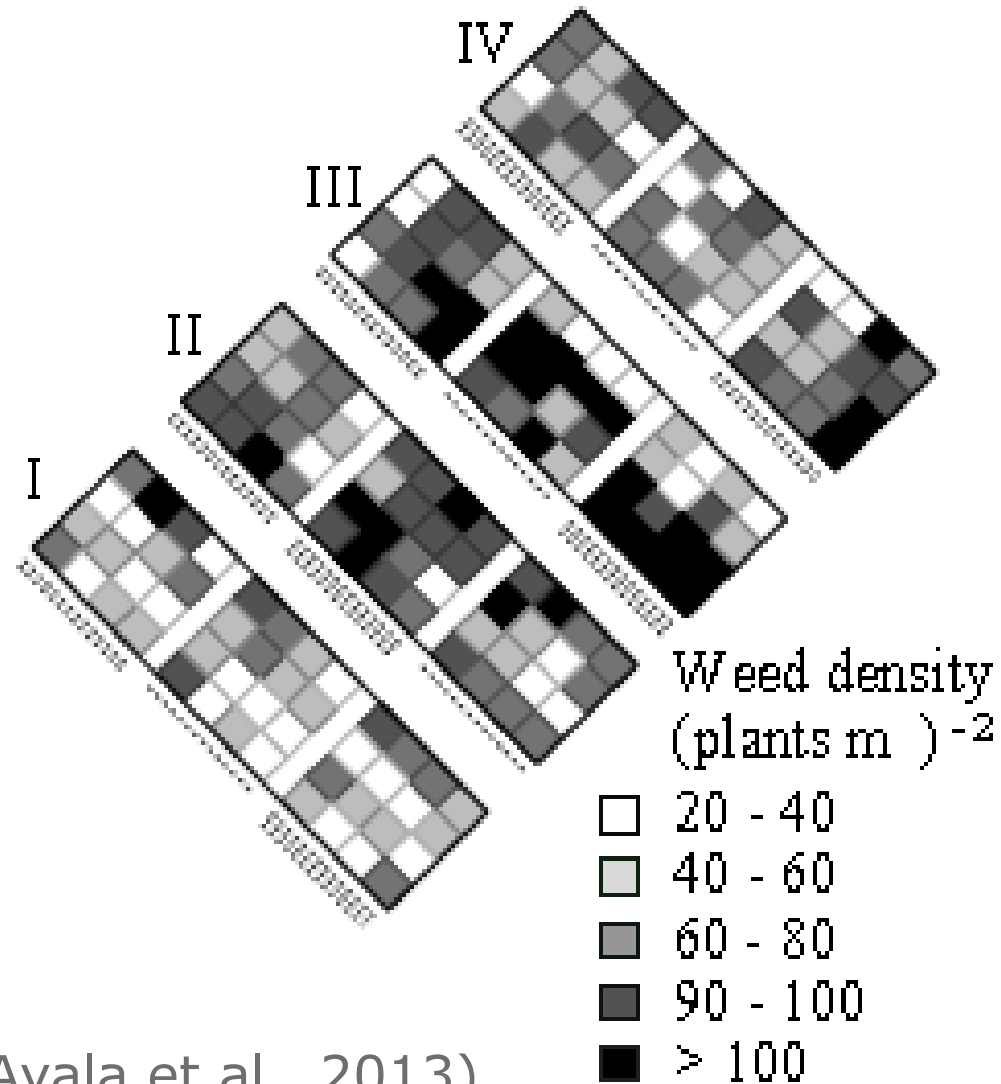 IV
III
II
I
Weed density
(plants m )⁻²
20 - 40
40 - 60
60 - 80
90 - 100
> 100
Ayala et al., 2013)